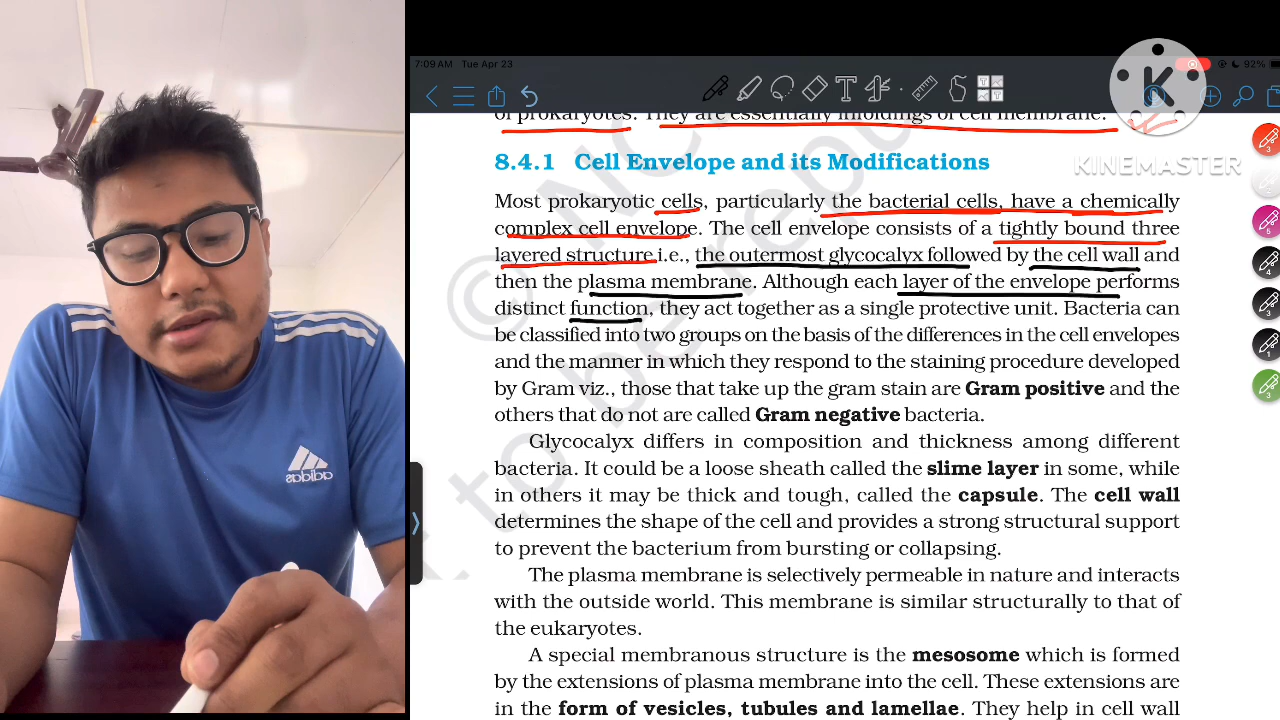 7:09 AM Tue Apr 23
92%
K
KINEMASTER
of prokaryotes. They are essentially infoldings of cell membrane.
8.4.1 Cell Envelope and its Modifications
Most prokaryotic cells, particularly the bacterial cells, have a chemically
complex cell envelope. The cell envelope consists of a tightly bound three
layered structure i.e., the outermost glycocalyx followed by the cell wall and
then the plasma membrane. Although each layer of the envelope performs
distinct function, they act together as a single protective unit. Bacteria can
be classified into two groups on the basis of the differences in the cell envelopes
and the manner in which they respond to the staining procedure developed
by Gram viz., those that take up the gram stain are Gram positive and the
others that do not are called Gram negative bacteria.
Glycocalyx differs in composition and thickness among different
bacteria. It could be a loose sheath called the slime layer in some, while
in others it may be thick and tough, called the capsule. The cell wall
determines the shape of the cell and provides a strong structural support
to prevent the bacterium from bursting or collapsing.
The plasma membrane is selectively permeable in nature and interacts
with the outside world. This membrane is similar structurally to that of
the eukaryotes.
A special membranous structure is the mesosome which is formed
by the extensions of plasma membrane into the cell. These extensions are
in the form of vesicles, tubules and lamellae. They help in cell wall
adidas
3
5
4
3
1
3